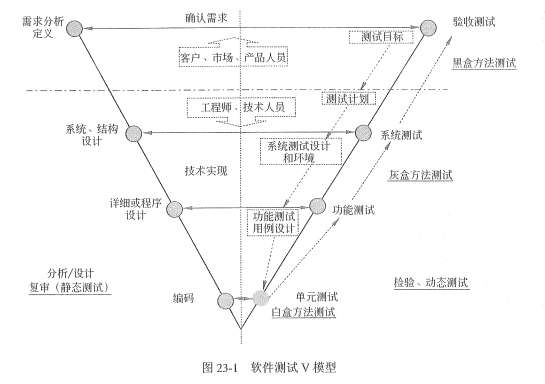 需求分析
定义
确认需求
验收测试
测试目标
客户、市场、产品人员
黑盒方法测试
测试计划
工程师、技术人员
系统、结构
设计
系统测试
系统测试设计
和环境
技术实现
灰盒方法测试
详细或程序
设计
功能测试
用例设计
功能测试
分析/设计
复审（静态测试）
编码
单元测试
白盒方法测试
检验、动态测试
图 23-1 软件测试 V 模型